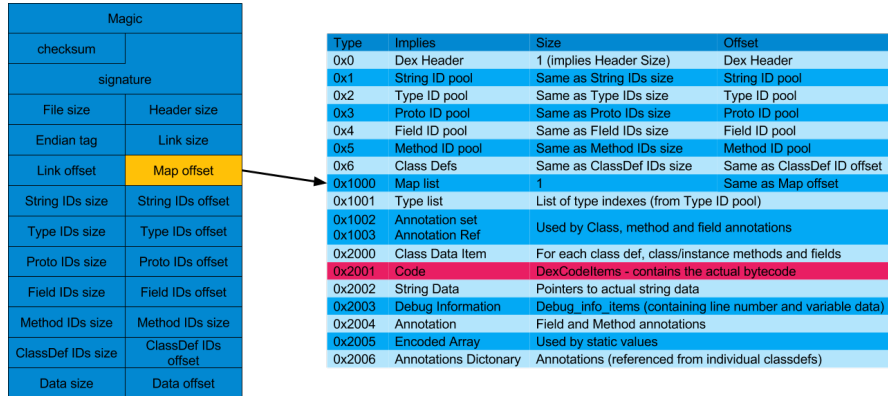 Magic
checksum
signature
File size Header size
Endian tag Link size
Link offset Map offset
String IDs size String IDs offset
Type IDs size Type IDs offset
Proto IDs size Proto IDs offset
Field IDs size Field IDs offset
Method IDs size Method IDs size
ClassDef IDs size ClassDef IDs
offset
Data size Data offset
Type Implies Size Offset
0x0 Dex Header 1 (implies Header Size) Dex Header
0x1 String ID pool Same as String IDs size String ID pool
0x2 Type ID pool Same as Type IDs size Type ID pool
0x3 Proto ID pool Same as Proto IDs size Proto ID pool
0x4 Field ID pool Same as FIeld IDs size Field ID pool
0x5 Method ID pool Same as Method IDs size Method ID pool
0x6 Class Defs Same as ClassDef IDs size Same as ClassDef ID offset
0x1000 Map list 1 Same as Map offset
0x1001 Type list List of type indexes (from Type ID pool)
0x1002 Annotation set
0x1003 Annotation Ref Used by Class, method and field annotations
0x2000 Class Data Item For each class def, class/instance methods and fields
0x2001 Code DexCodeItems - contains the actual bytecode
0x2002 String Data Pointers to actual string data
0x2003 Debug Information Debug_info_items (containing line number and variable data)
0x2004 Annotation Field and Method annotations
0x2005 Encoded Array Used by static values
0x2006 Annotations Dictonary Annotations (referenced from individual classdefs)